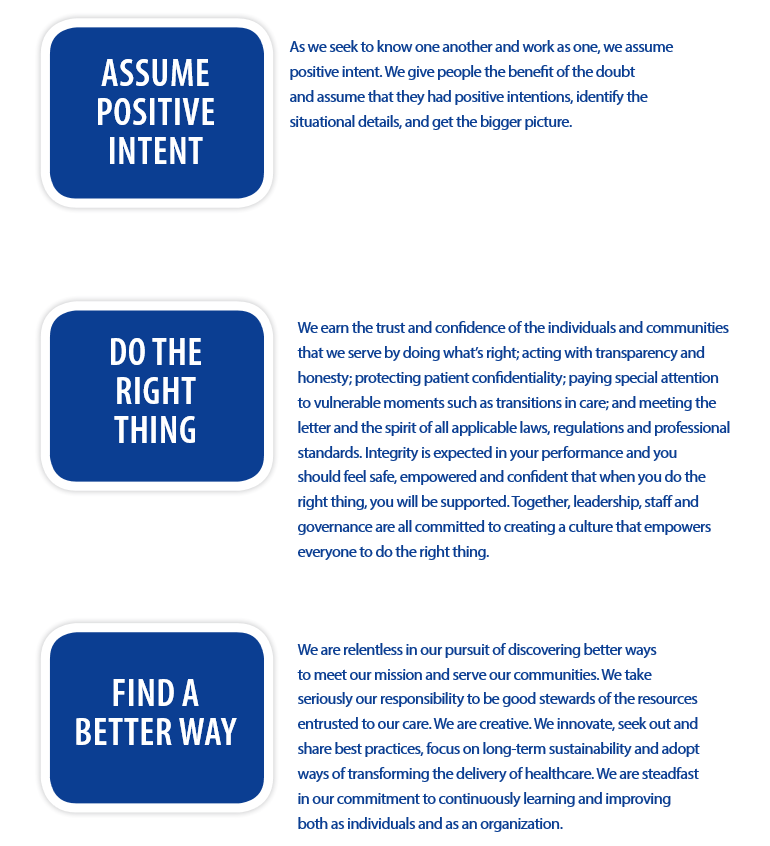 ASSUME
POSITIVE
INTENT
As we seek to know one another and work as one, we assume
positive intent. We give people the benefit of the doubt
and assume that they had positive intentions, identify the
situational details, and get the bigger picture.
DO THE
RIGHT
THING
We earn the trust and confidence of the individuals and communities
that we serve by doing what's right; acting with transparency and
honesty; protecting patient confidentiality; paying special attention
to vulnerable moments such as transitions in care; and meeting the
letter and the spirit of all applicable laws, regulations and professional
standards. Integrity is expected in your performance and you
should feel safe, empowered and confident that when you do the
right thing, you will be supported. Together, leadership, staff and
governance are all committed to creating a culture that empowers
everyone to do the right thing.
FIND A
BETTER WAY
We are relentless in our pursuit of discovering better ways
to meet our mission and serve our communities. We take
seriously our responsibility to be good stewards of the resources
entrusted to our care. We are creative. We innovate, seek out and
share best practices, focus on long-term sustainability and adopt
ways of transforming the delivery of healthcare. We are steadfast
in our commitment to continuously learning and improving
both as individuals and as an organization.